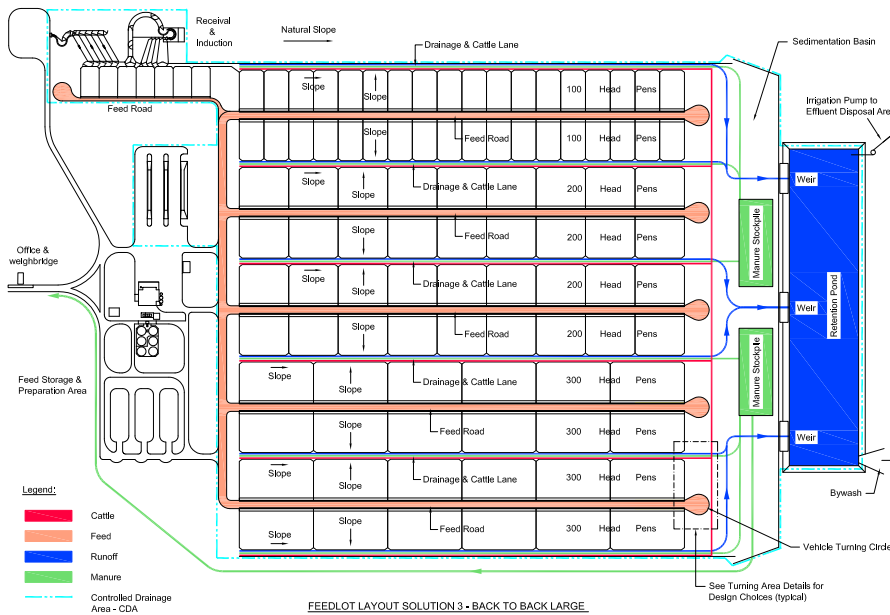 Receival
&
Induction
Natural Slope
Drainage & Cattle Lane
Sedimentation Basin
Slope
Slope
100 Head Pens
Irrigation Pump to
Effluent Disposal Area
Feed Road
Slope
Feed Road
100 Head Pens
Slope
Slope
Drainage & Cattle Lane
200 Head Pens
Weir
Manure Stockpile
Office &
weighbridge
Slope
Feed Road
200 Head Pens
Slope
Slope
Drainage & Cattle Lane
200 Head Pens
Weir
Retention Pond
Slope
Feed Road
200 Head Pens
Manure Stockpile
Feed Storage &
Preparation Area
Slope
Slope
Drainage & Cattle Lane
300 Head Pens
Slope
Feed Road
300 Head Pens
Weir
Slope
Slope
Drainage & Cattle Lane
300 Head Pens
Bywash
Legend:
Cattle
Feed
Runoff
Manure
Controlled Drainage
Area - CDA
Slope
Slope
Feed Road
300 Head Pens
Vehicle Turning Circle
See Turning Area Details for
Design Choices (typical)
FEEDLOT LAYOUT SOLUTION 3 - BACK TO BACK LARGE